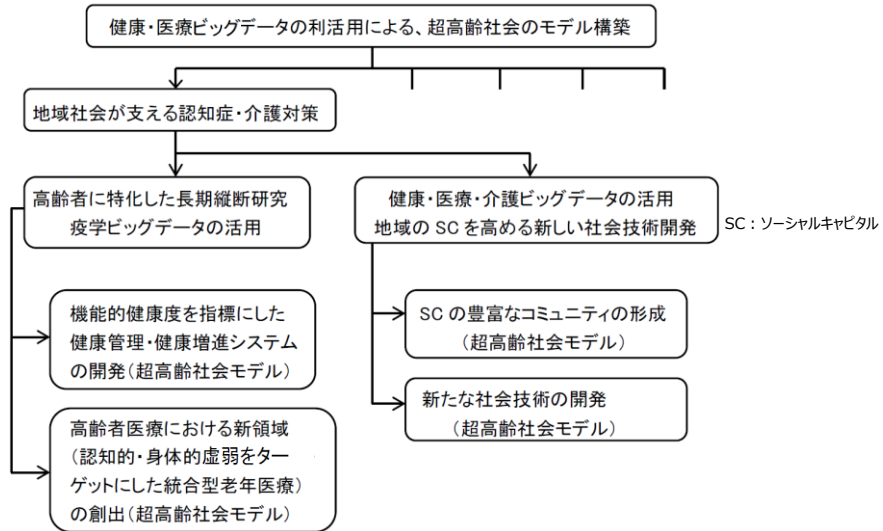 健康・医療ビッグデータの利活用による、超高齢社会のモデル構築
地域社会が支える認知症・介護対策
高齢者に特化した長期縦断研究
疫学ビッグデータの活用
健康・医療・介護ビッグデータの活用
地域の SC を高める新しい社会技術開発
SC：ソーシャルキャピタル
機能的健康度を指標にした
健康管理・健康増進システム
の開発(超高齢社会モデル)
SC の豊富なコミュニティの形成
(超高齢社会モデル)
新たな社会技術の開発
(超高齢社会モデル)
高齢者医療における新領域
(認知的・身体的虚弱をター
ゲットにした統合型老年医療)
の創出(超高齢社会モデル)